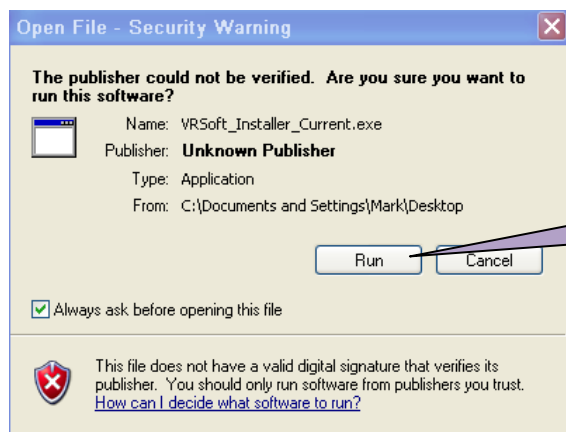 Open File - Security Warning
The publisher could not be verified.  Are you sure you want to
run this software?
Name: VRSoft_Installer_Current.exe
Publisher: Unknown Publisher
Type: Application
From: C:\Documents and Settings\Mark\Desktop
Run Cancel
Always ask before opening this file
This file does not have a valid digital signature that verifies its
publisher.  You should only run software from publishers you trust.
How can I decide what software to run?